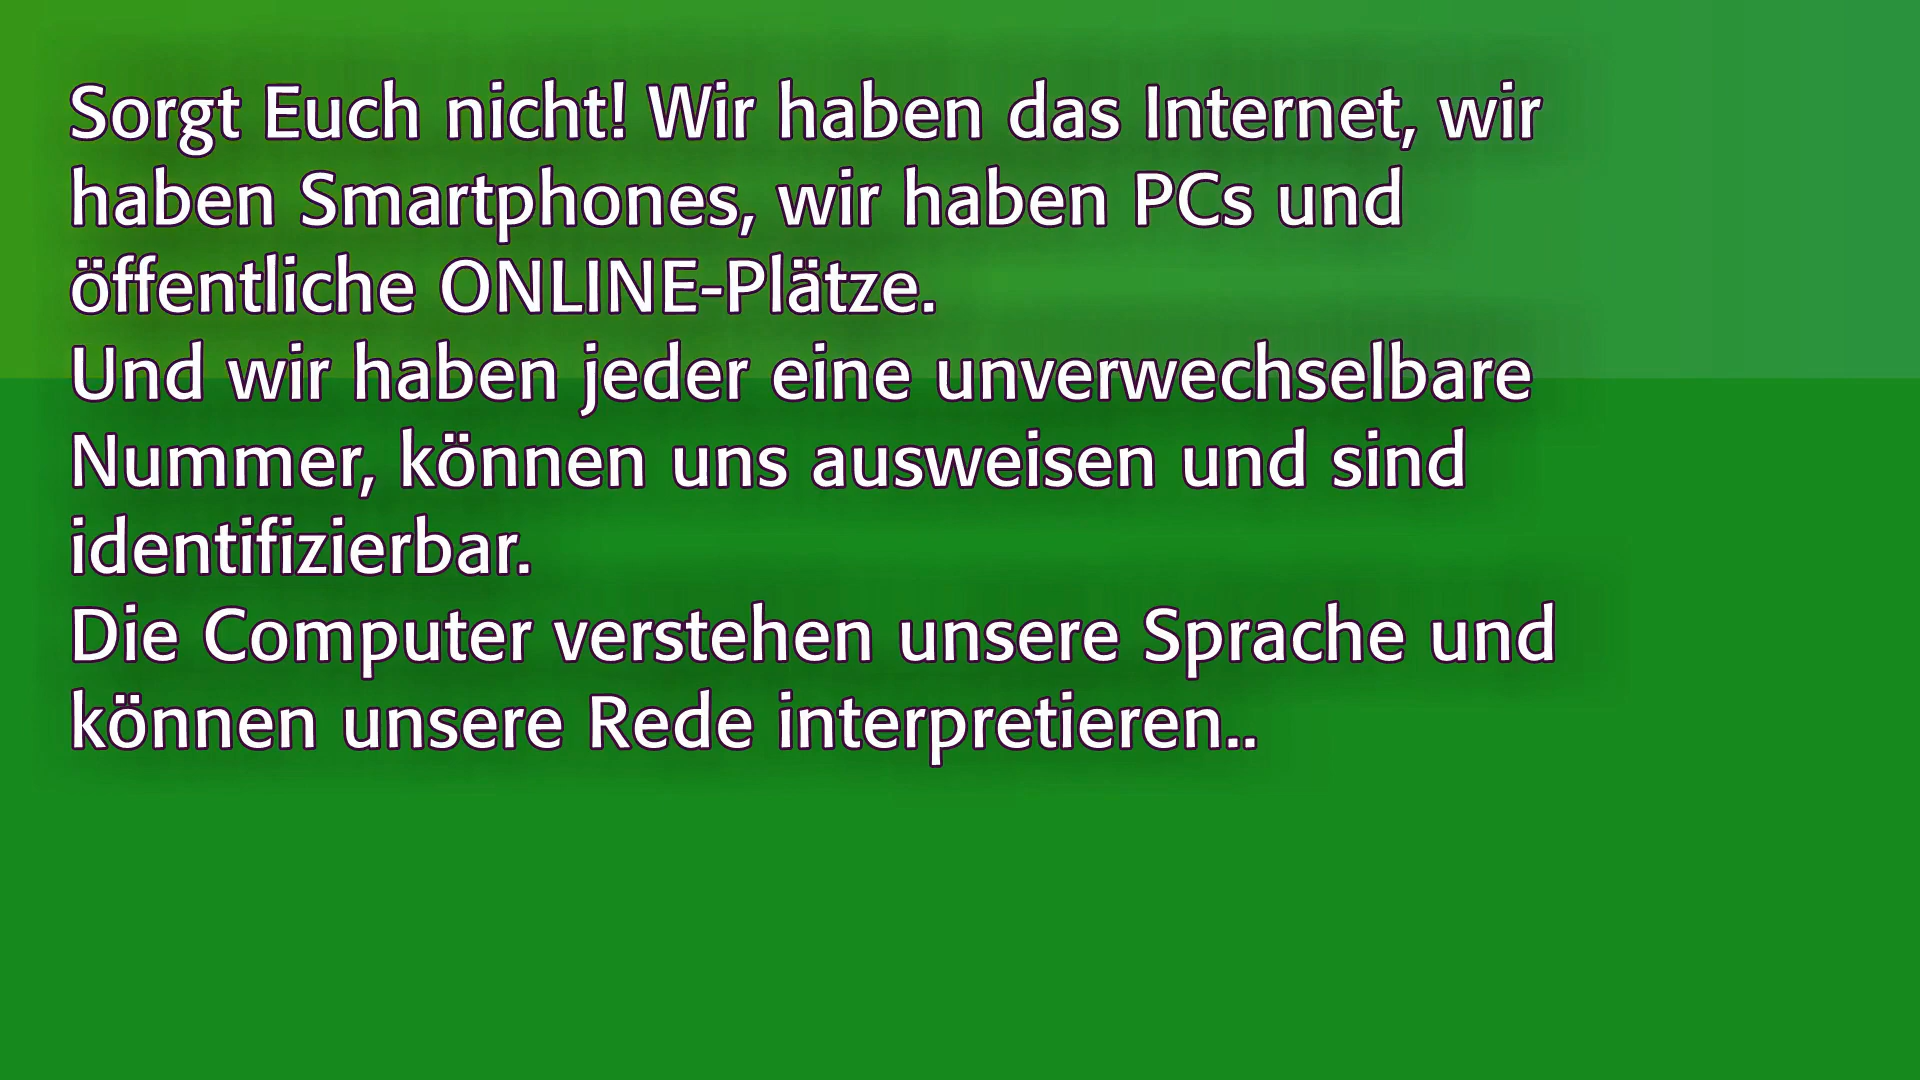 Sorgt Euch nicht! Wir haben das Internet, wir
haben Smartphones, wir haben PCs und
öffentliche ONLINE-Plätze.
Und wir haben jeder eine unverwechselbare
Nummer, können uns ausweisen und sind
identifizierbar.
Die Computer verstehen unsere Sprache und
können unsere Rede interpretieren..